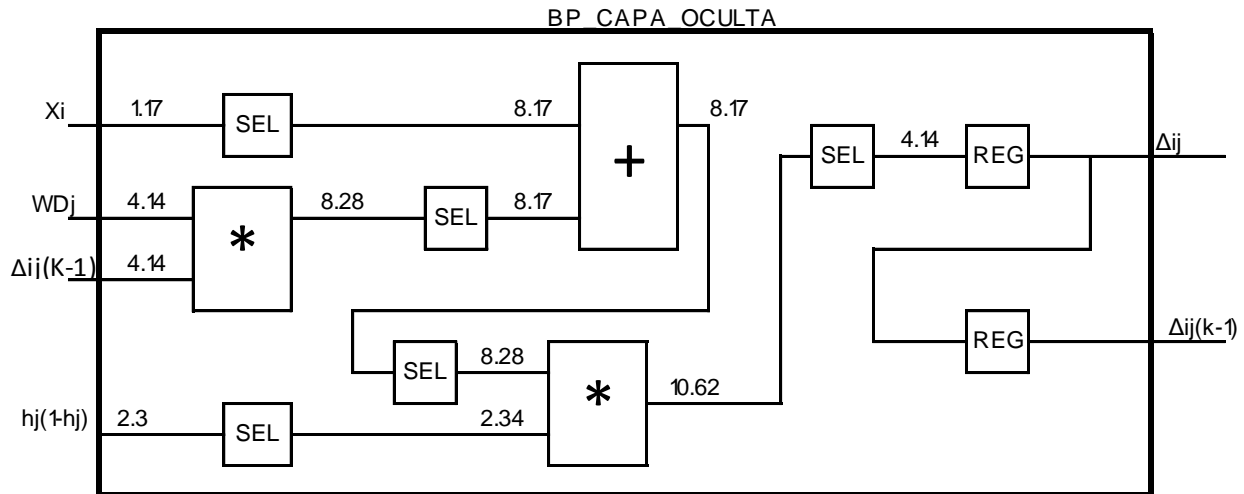 BP_CAPA_OCULTA
Xi 1.17 SEL 8.17 + 8.17
SEL 4.14 REG Δij
WDj 4.14 * 8.28 SEL 8.17
Δij(K-1) 4.14
REG Δij(k-1)
SEL 8.28 * 10.62
hj(1-hj) 2.3 SEL 2.34